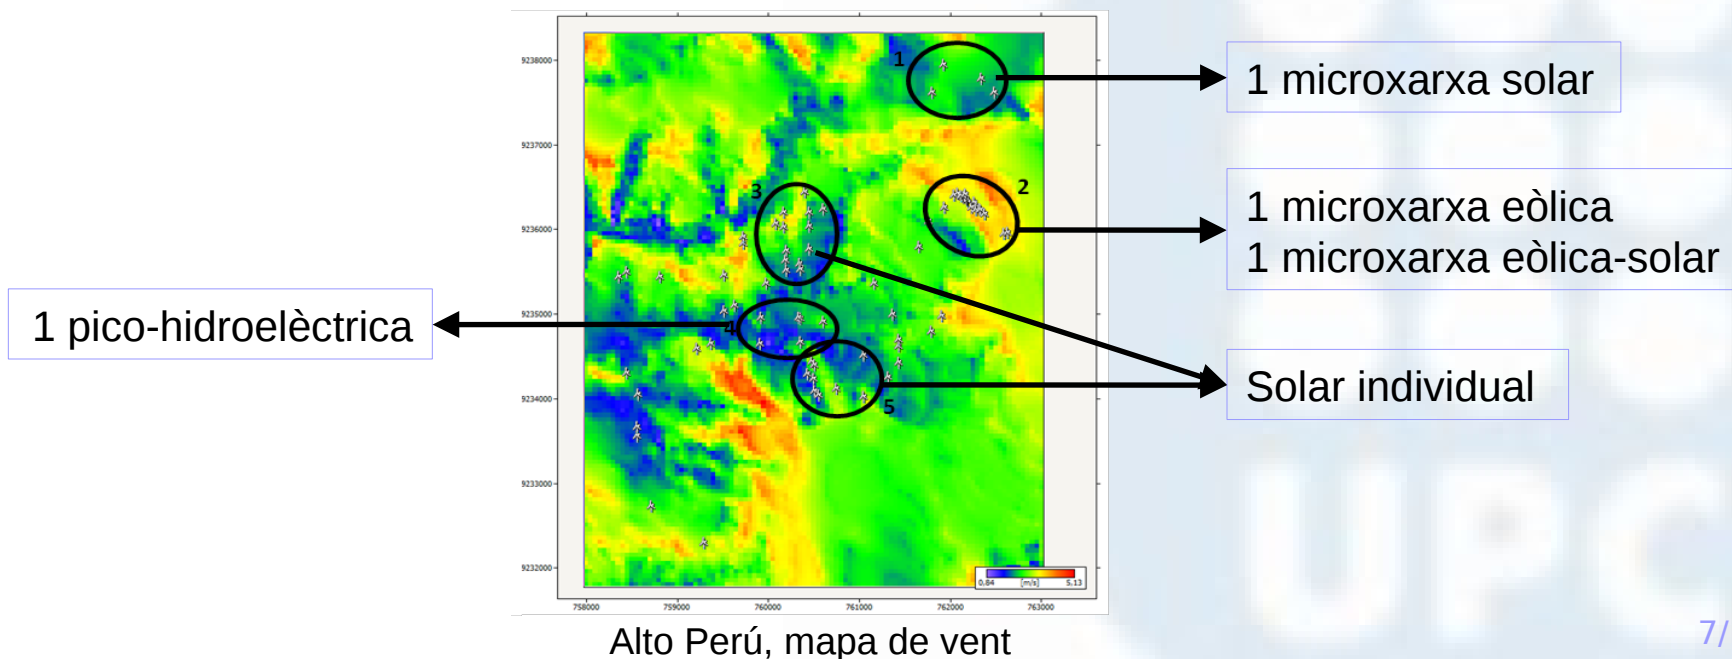 9238000
9237000
9236000
9235000
9234000
9233000
9232000
758000 759000 760000 761000 762000 763000
1
2
3
4
5
0.84 [m/s] 5.13
1 microxarxa solar
1 microxarxa eòlica
1 microxarxa eòlica-solar
1 pico-hidroelèctrica
Solar individual
Alto Perú, mapa de vent
UPC
7/